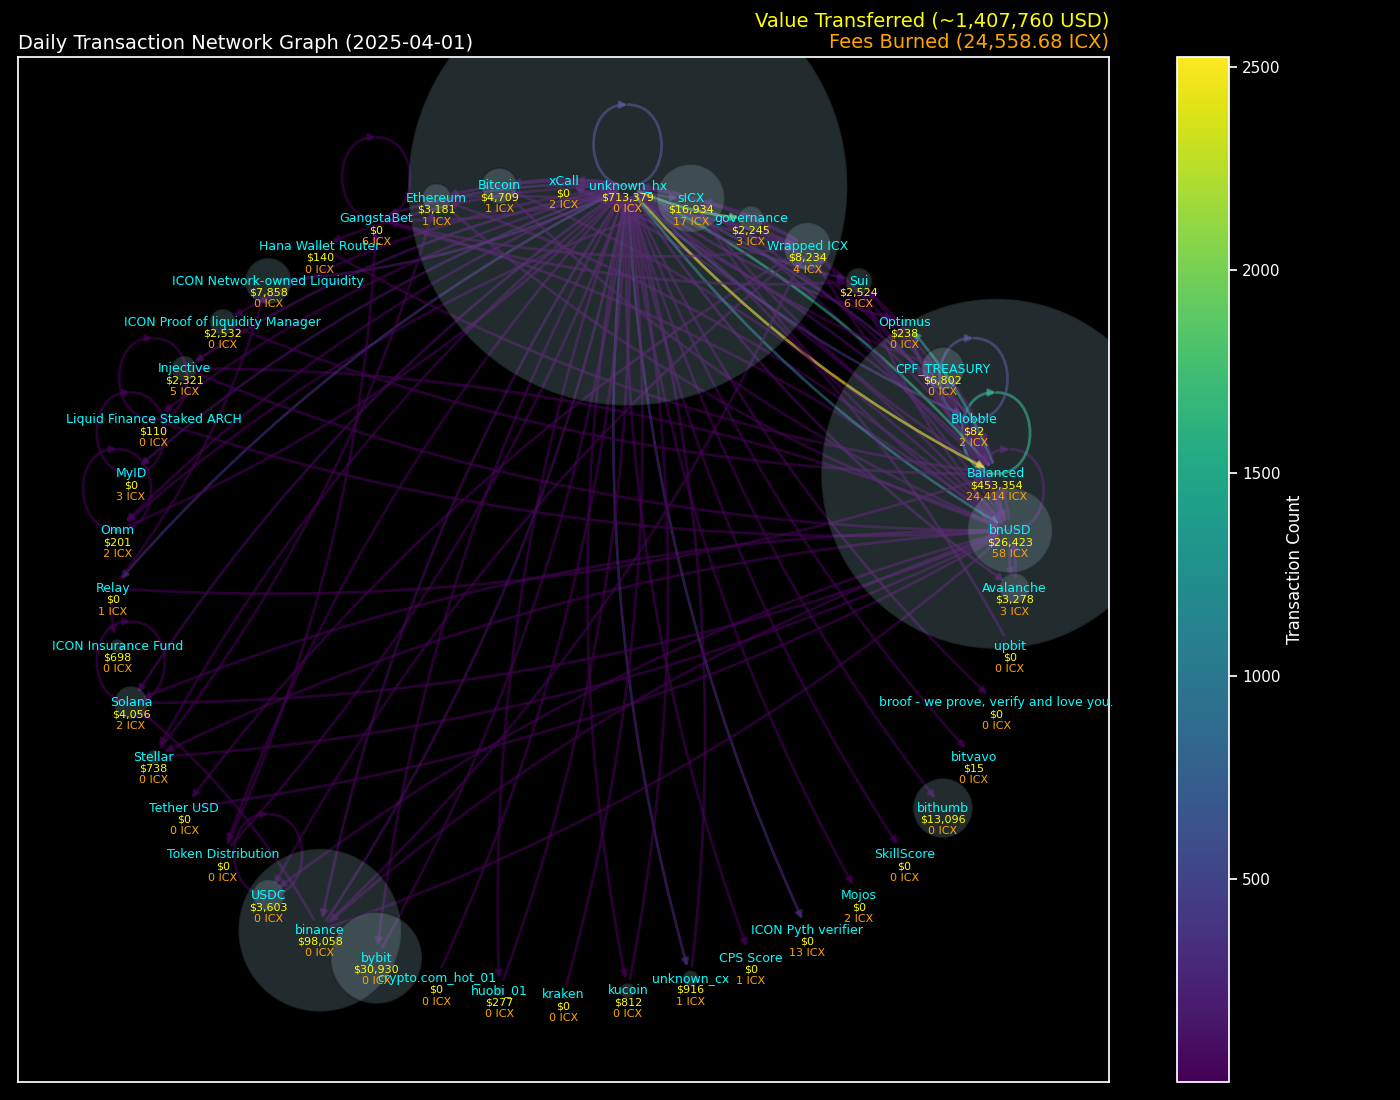 Value Transferred (~1,407,760 USD)
Daily Transaction Network Graph (2025-04-01)
Fees Burned (24,558.68 ICX)
xCall
$0
2 ICX
unknown_hx
$713,379
0 ICX
Bitcoin
$4,709
1 ICX
sICX
$16,934
17 ICX
Ethereum
$3,181
1 ICX
governance
$2,245
3 ICX
GangstaBet
$0
6 ICX
Wrapped ICX
$8,234
4 ICX
Hana Wallet Router
$140
0 ICX
Sui
$2,524
6 ICX
ICON Network-owned Liquidity
$7,858
0 ICX
Optimus
$238
0 ICX
ICON Proof of liquidity Manager
$2,532
0 ICX
CPF_TREASURY
$6,802
0 ICX
Injective
$2,321
5 ICX
Blobble
$82
2 ICX
Liquid Finance Staked ARCH
$110
0 ICX
Balanced
$453,354
24,414 ICX
MyID
$0
3 ICX
bnUSD
$26,423
58 ICX
Omm
$201
2 ICX
Avalanche
$3,278
3 ICX
Relay
$0
1 ICX
upbit
$0
0 ICX
ICON Insurance Fund
$698
0 ICX
broof - we prove, verify and love you.
$0
0 ICX
Solana
$4,056
2 ICX
bitvavo
$15
0 ICX
Stellar
$738
0 ICX
bithumb
$13,096
0 ICX
Tether USD
$0
0 ICX
SkillScore
$0
0 ICX
Token Distribution
$0
0 ICX
Mojos
$0
2 ICX
USDC
$3,603
0 ICX
ICON Pyth verifier
$0
13 ICX
binance
$98,058
0 ICX
CPS Score
$0
1 ICX
bybit
$30,930
0 ICX
unknown_cx
$916
1 ICX
crypto.com_hot_01
$0
0 ICX
huobi_01
$277
0 ICX
kraken
$0
0 ICX
kucoin
$812
0 ICX
2500
2000
1500
1000
500
Transaction Count